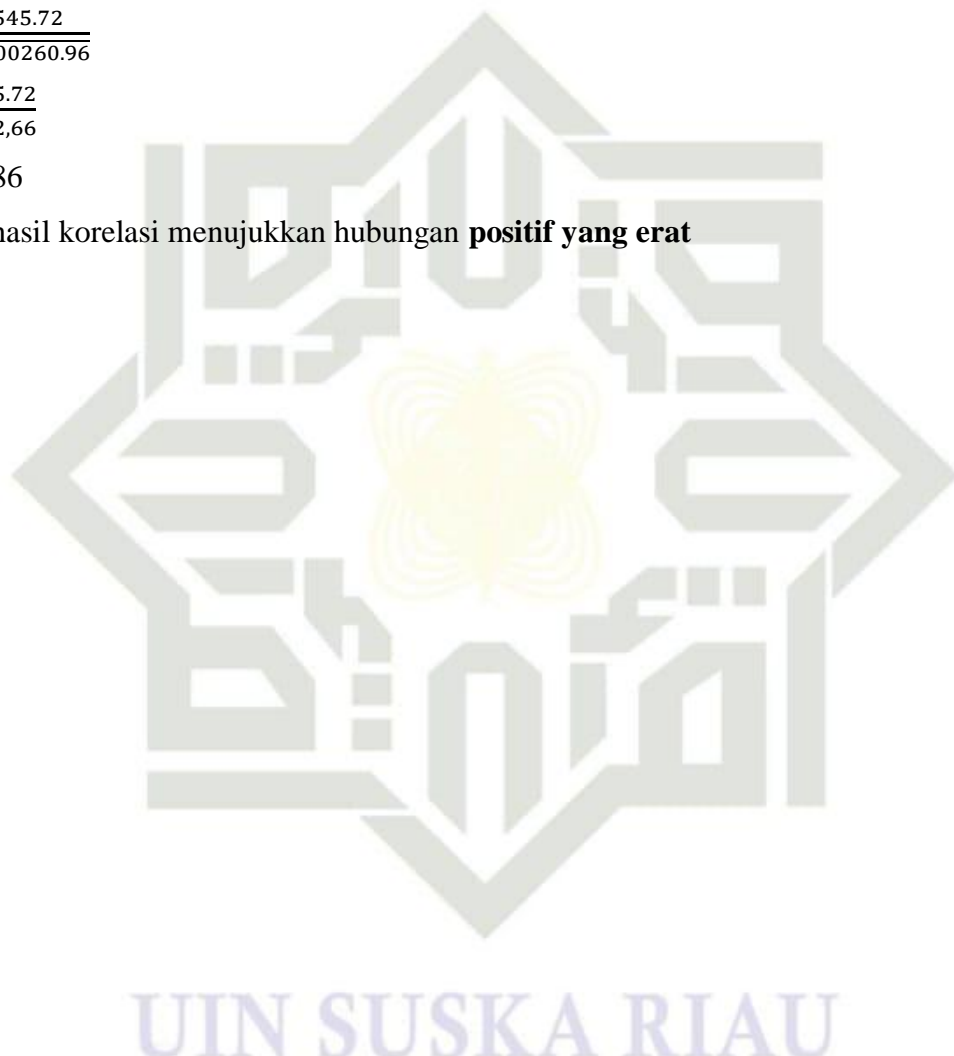 545.72
00260.96
5.72
2,66
86
hasil korelasi menujukkan hubungan positif yang erat
UIN SUSKA RIAU